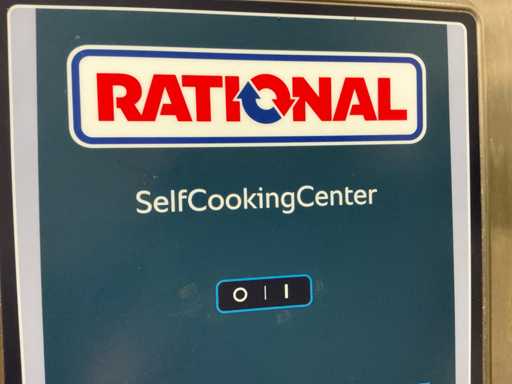 RATIONAL
SelfCookingCenter
O | I